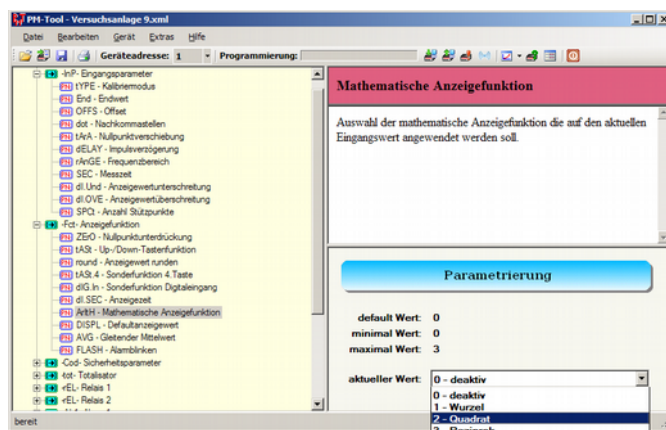 PM-Tool - Versuchsanlage 9.xml
Datei Bearbeiten Gerät Extras Hilfe
Geräteadresse: 1 Programmierung:
-InP- Eingangsparameter
tYPE - Kalibriermodus
End - Endwert
OFFS - Offset
dot - Nachkommastellen
tArA - Nullpunktverschiebung
dELAY - Impulsverzögerung
rAnGE - Frequenzbereich
SEC - Messzeit
dI.Und - Anzeigewertunterschreitung
dI.OVE - Anzeigewertüberschreitung
SPCt - Anzahl Stützpunkte
-Fct- Anzeigefunktion
ZErO - Nullpunktunterdrückung
tASt - Up-/Down-Tastenfunktion
round - Anzeigewert runden
tASt.4 - Sonderfunktion 4.Taste
dIG.In - Sonderfunktion Digitaleingang
dI.SEC - Anzeigezeit
AritH - Mathematische Anzeigefunktion
DISPL - Defaultanzeigewert
AVG - Gleitender Mittelwert
FLASH - Alarmblinken
-Cod- Sicherheitsparameter
-tot- Totalisator
-rEL- Relais 1
-rEL- Relais 2
bereit
Mathematische Anzeigefunktion
Auswahl der mathematische Anzeigefunktion die auf den aktuellen
Eingangswert angewendet werden soll.
Parametrierung
default Wert: 0
minimal Wert: 0
maximal Wert: 3
aktueller Wert: 0 - deaktiv
0 - deaktiv
1 - Wurzel
2 - Quadrat